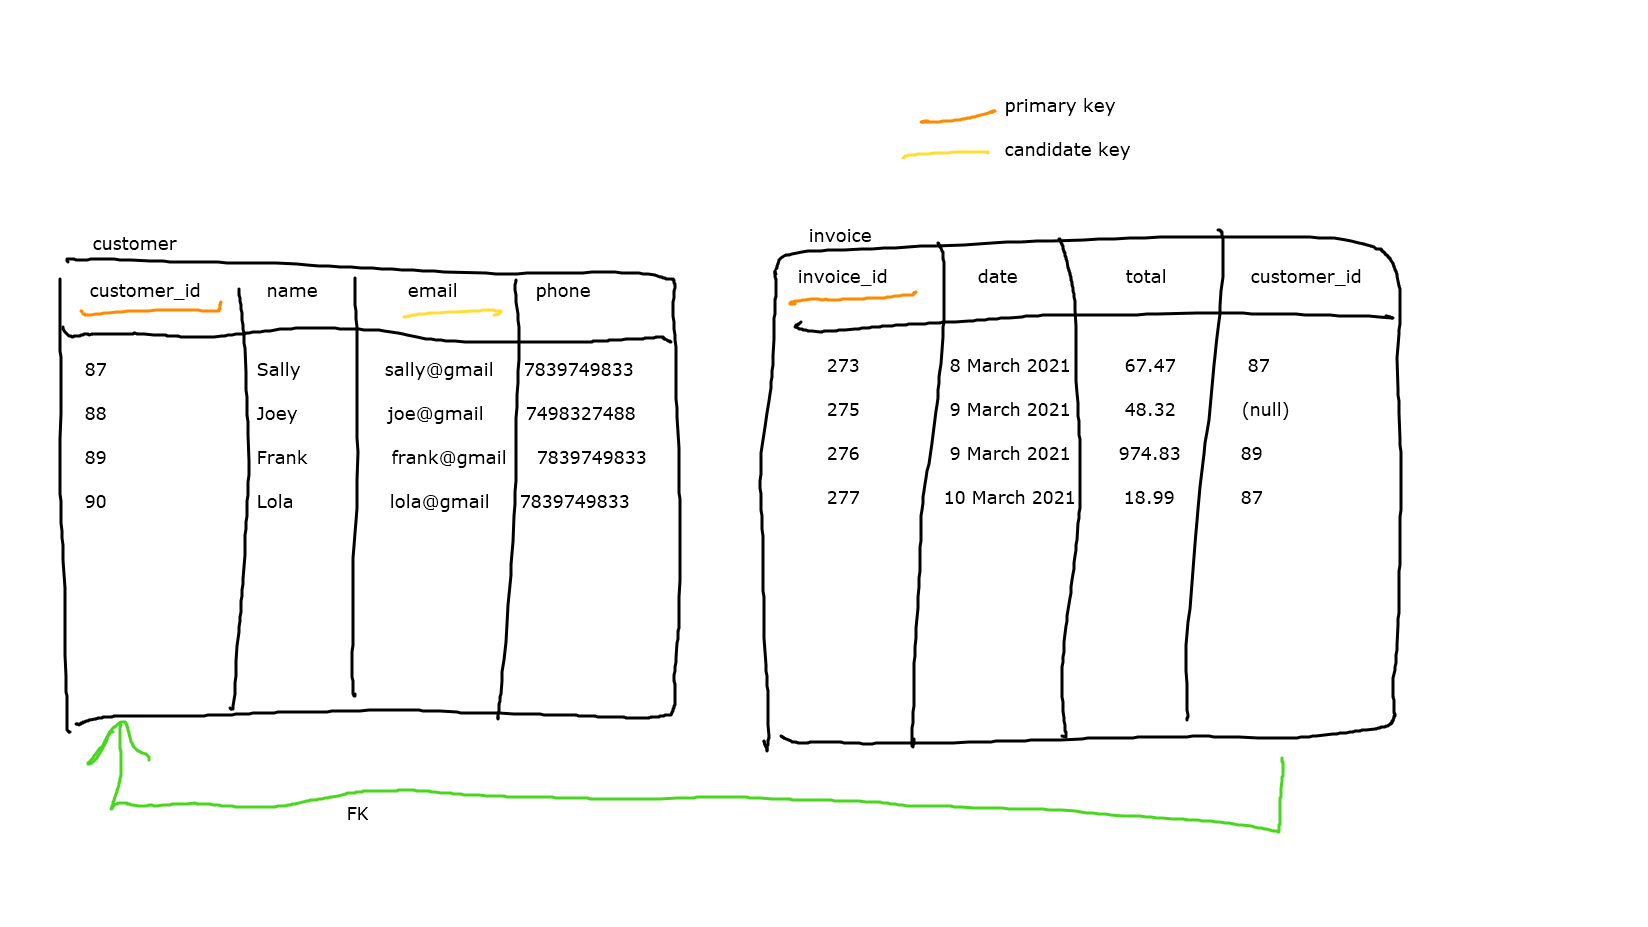 primary key
candidate key
customer
customer_id name email phone
87 Sally sally@gmail 7839749833
88 Joey joe@gmail 7498327488
89 Frank frank@gmail 7839749833
90 Lola lola@gmail 7839749833
invoice
invoice_id date total customer_id
273 8 March 2021 67.47 87
275 9 March 2021 48.32 (null)
276 9 March 2021 974.83 89
277 10 March 2021 18.99 87
FK